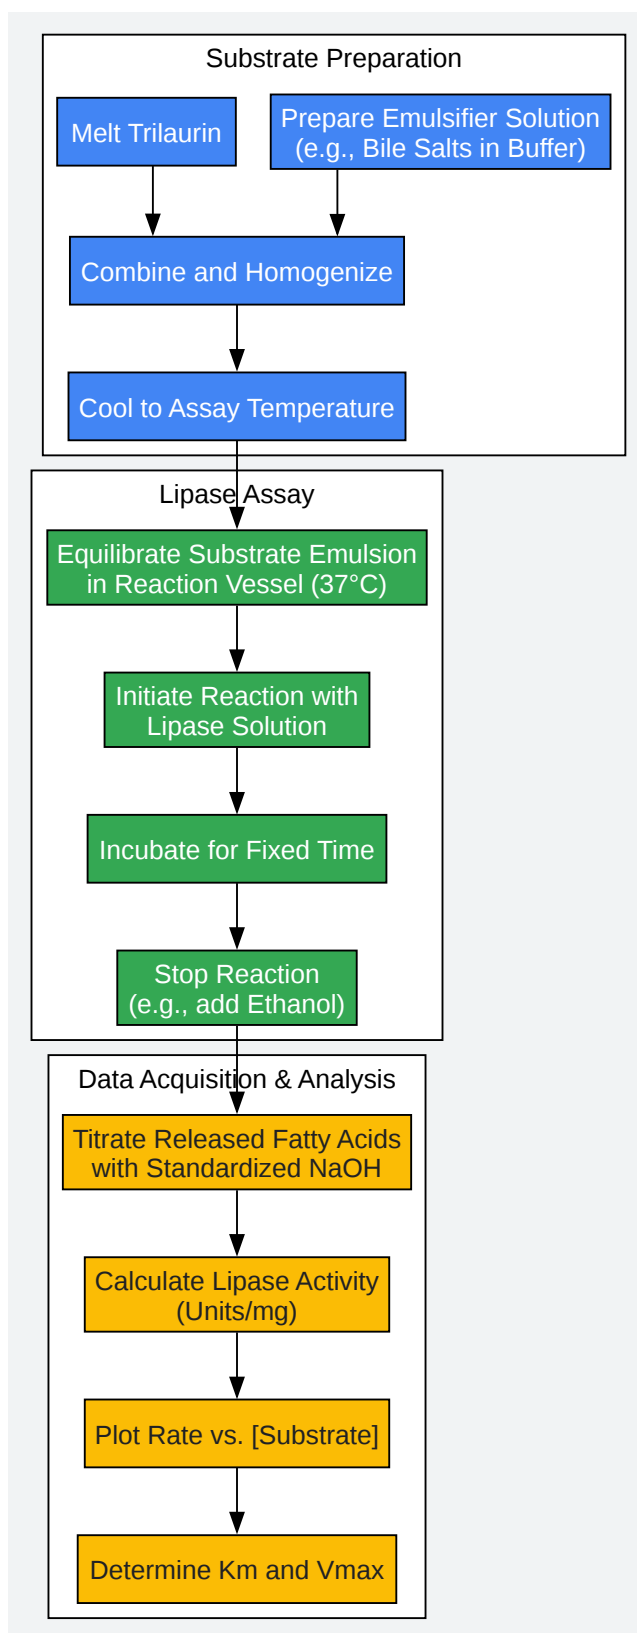 Substrate Preparation
Melt Trilaurin
Prepare Emulsifier Solution
(e.g., Bile Salts in Buffer)
Combine and Homogenize
Cool to Assay Temperature
Lipase Assay
Equilibrate Substrate Emulsion
in Reaction Vessel (37°C)
Initiate Reaction with
Lipase Solution
Incubate for Fixed Time
Stop Reaction
(e.g., add Ethanol)
Data Acquisition & Analysis
Titrate Released Fatty Acids
with Standardized NaOH
Calculate Lipase Activity
(Units/mg)
Plot Rate vs. [Substrate]
Determine Km and Vmax